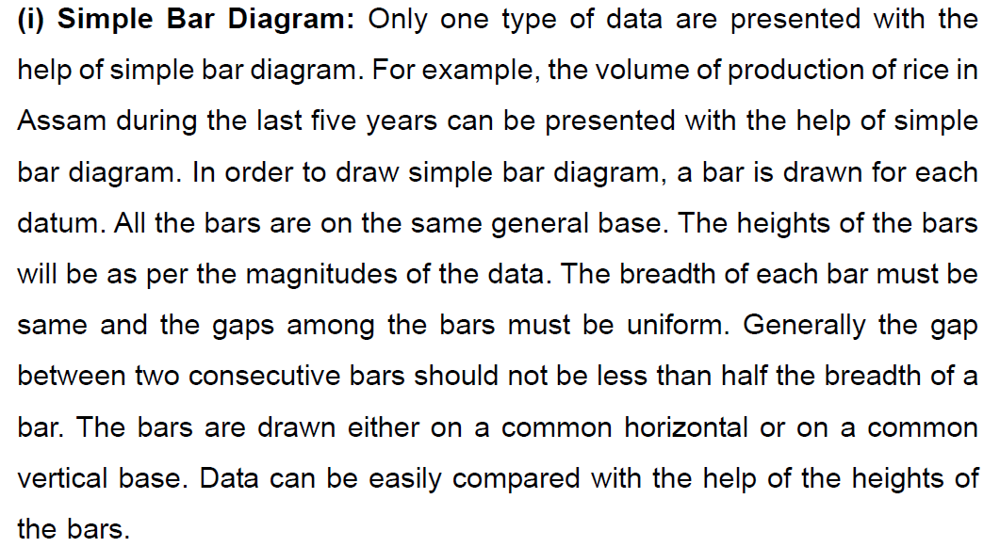 (i) Simple Bar Diagram: Only one type of data are presented with the
help of simple bar diagram. For example, the volume of production of rice in
Assam during the last five years can be presented with the help of simple
bar diagram. In order to draw simple bar diagram, a bar is drawn for each
datum. All the bars are on the same general base. The heights of the bars
will be as per the magnitudes of the data. The breadth of each bar must be
same and the gaps among the bars must be uniform. Generally the gap
between two consecutive bars should not be less than half the breadth of a
bar. The bars are drawn either on a common horizontal or on a common
vertical base. Data can be easily compared with the help of the heights of
the bars.